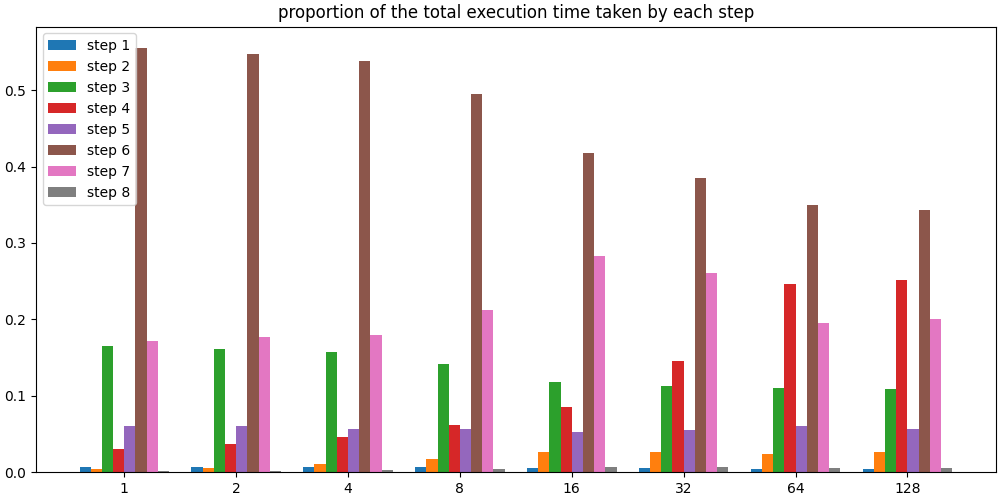 proportion of the total execution time taken by each step
step 1
step 2
step 3
step 4
step 5
step 6
step 7
step 8
0.5
0.4
0.3
0.2
0.1
0.0
1 2 4 8 16 32 64 128